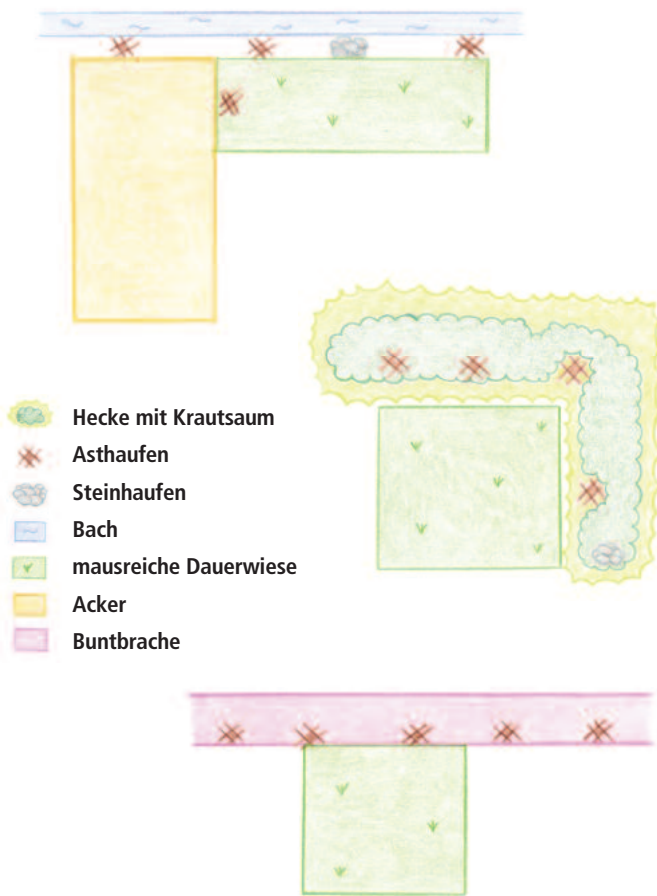 Hecke mit Krautsaum
Asthaufen
Steinhaufen
Bach
mausreiche Dauerwiese
Acker
Buntbrache